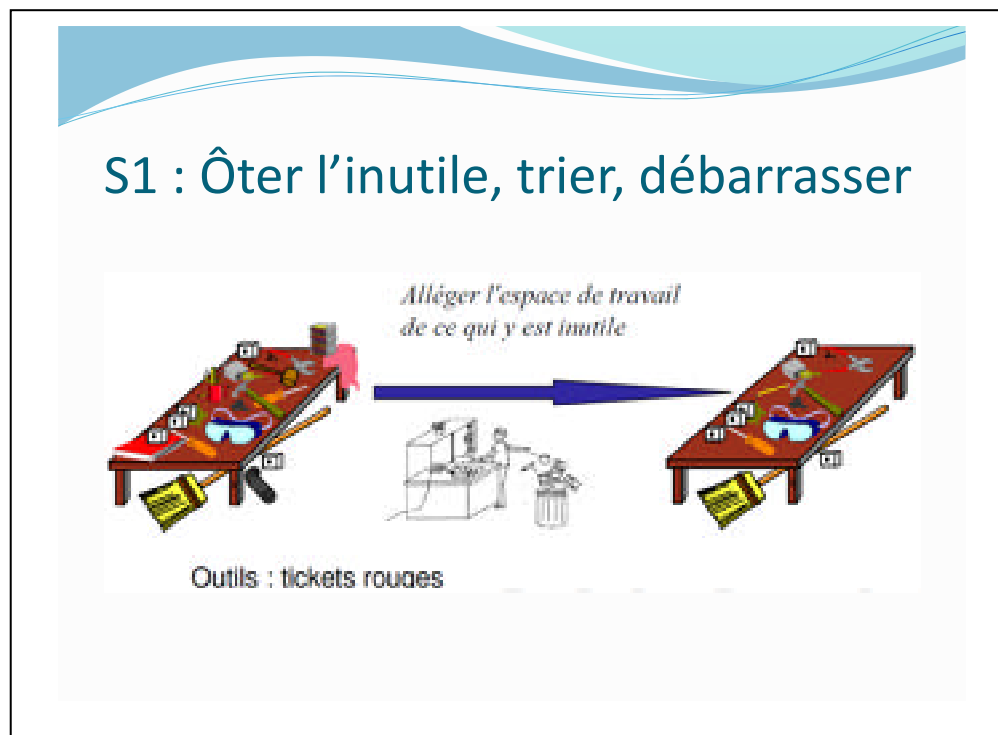 S1 : Ôter l’inutile, trier, débarrasser
Alléger l'espace de travail
de ce qui y est inutile
Outils : tickets rouges